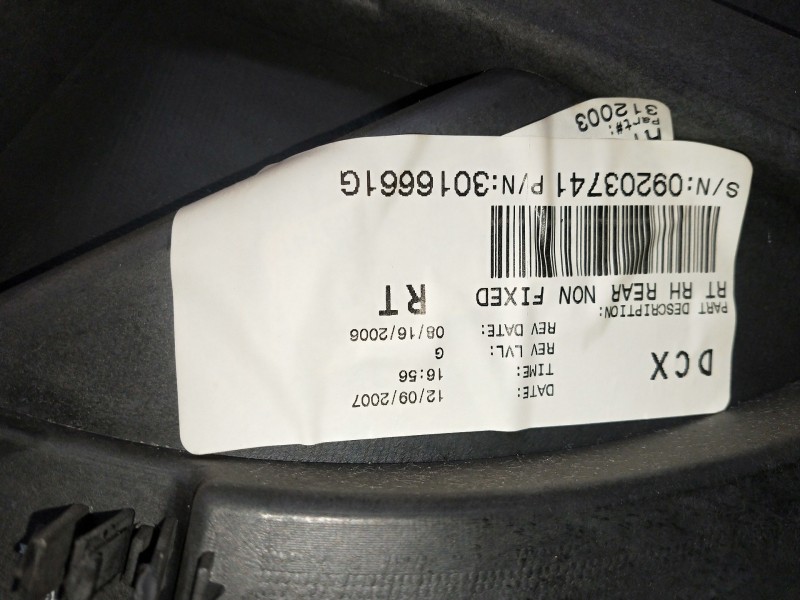 DCX
DATE: 12/09/2007
TIME: 16:56
REV LVL: G
REV DATE: 08/16/2006
PART DESCRIPTION:
RT RH REAR NON FIXED
RT
S/N:09203741 P/N:3016661G
Part#:
312003